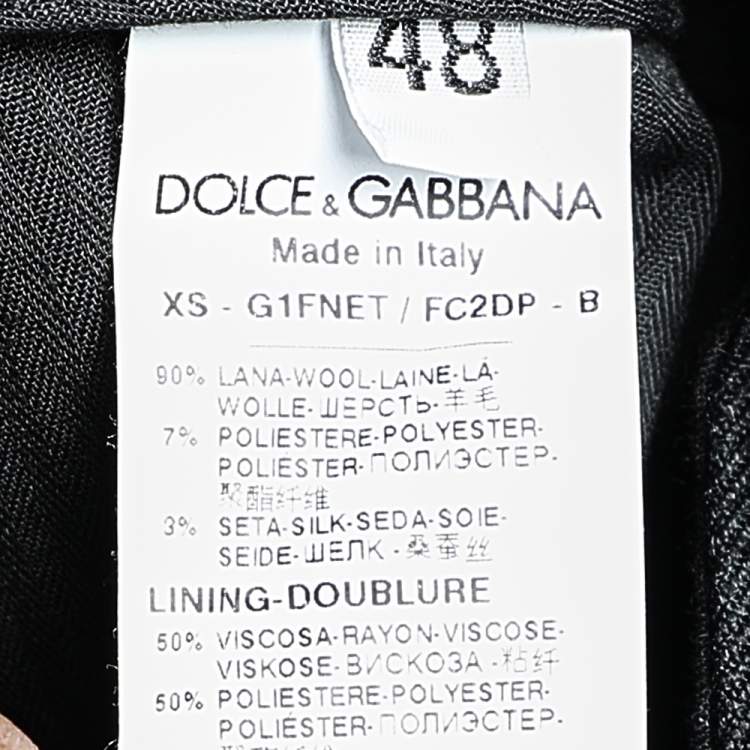 48
DOLCE & GABBANA
Made in Italy
XS - G1FNET / FC2DP - B
90% LANA-WOOL-LAINE-LA-
WOLLE-ШЕРСТЬ-羊毛
7% POLIESTERE-POLYESTER-
POLIÉSTER-ПОЛИЭСТЕР-
聚酯纤维
3% SETA-SILK-SEDA-SOIE-
SEIDE-ШЕЛК-桑蚕丝
LINING-DOUBLURE
50% VISCOSA-RAYON-VISCOSE-
VISKOSE-ВИСКОЗА-粘纤
50% POLIESTERE-POLYESTER-
POLIÉSTER-ПОЛИЭСТЕР-